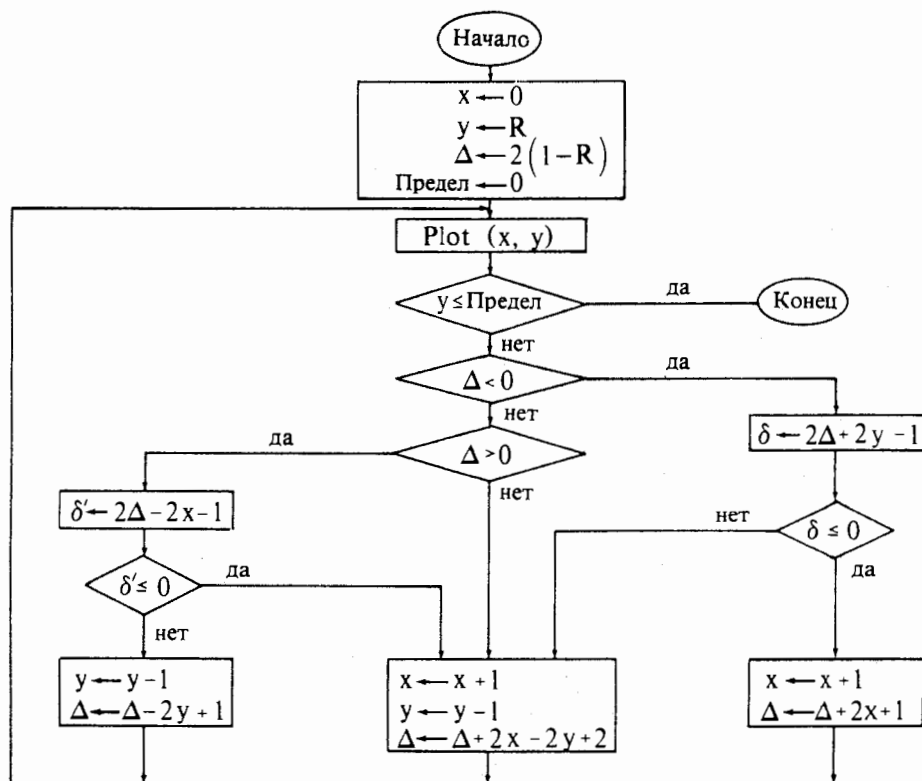 Начало
x ← 0
y ← R
Δ ← 2(1 − R)
Предел ← 0
Plot (x, y)
y ≤ Предел
да
Конец
нет
Δ < 0
да
нет
δ ← 2Δ + 2y − 1
да
Δ > 0
нет
δ' ← 2Δ − 2x − 1
нет
δ ≤ 0
да
δ' ≤ 0
да
нет
y ← y − 1
Δ ← Δ − 2y + 1
x ← x + 1
y ← y − 1
Δ ← Δ + 2x − 2y + 2
x ← x + 1
Δ ← Δ + 2x + 1